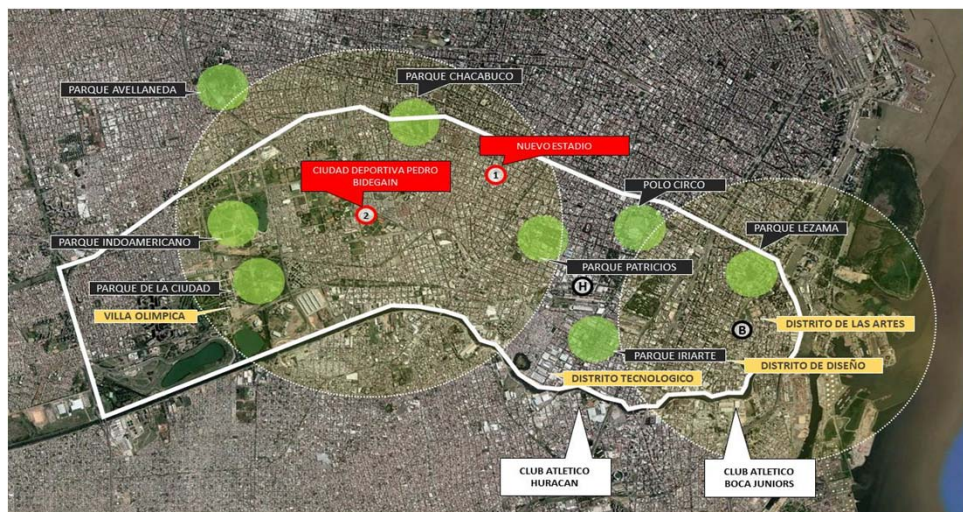 PARQUE AVELLANEDA
PARQUE CHACABUCO
NUEVO ESTADIO
1
CIUDAD DEPORTIVA PEDRO
BIDEGAIN
2
POLO CIRCO
PARQUE LEZAMA
PARQUE INDOAMERICANO
PARQUE PATRICIOS
PARQUE DE LA CIUDAD
H
VILLA OLIMPICA
B
DISTRITO DE LAS ARTES
PARQUE IRIARTE
DISTRITO DE DISEÑO
DISTRITO TECNOLOGICO
CLUB ATLETICO
HURACAN
CLUB ATLETICO
BOCA JUNIORS